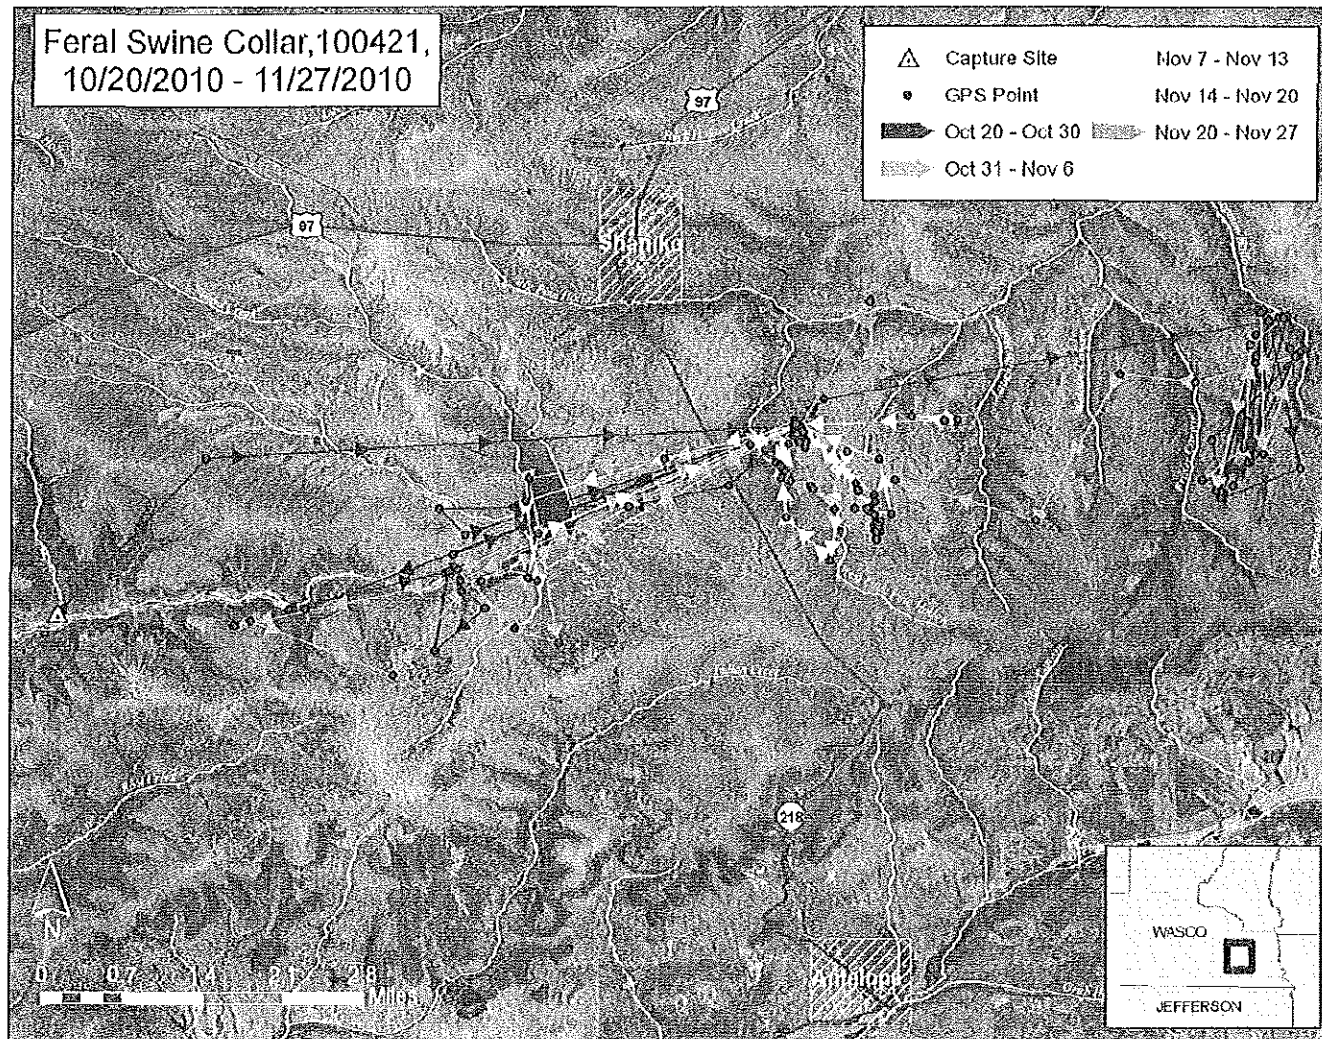 Feral Swine Collar,100421,
10/20/2010 - 11/27/2010
Capture Site
GPS Point
Oct 20 - Oct 30
Oct 31 - Nov 6
Nov 7 - Nov 13
Nov 14 - Nov 20
Nov 20 - Nov 27
97
97
Shaniko
218
Antelope
N
0 0.7 1.4 2.1 2.8
Miles
WASCO
JEFFERSON